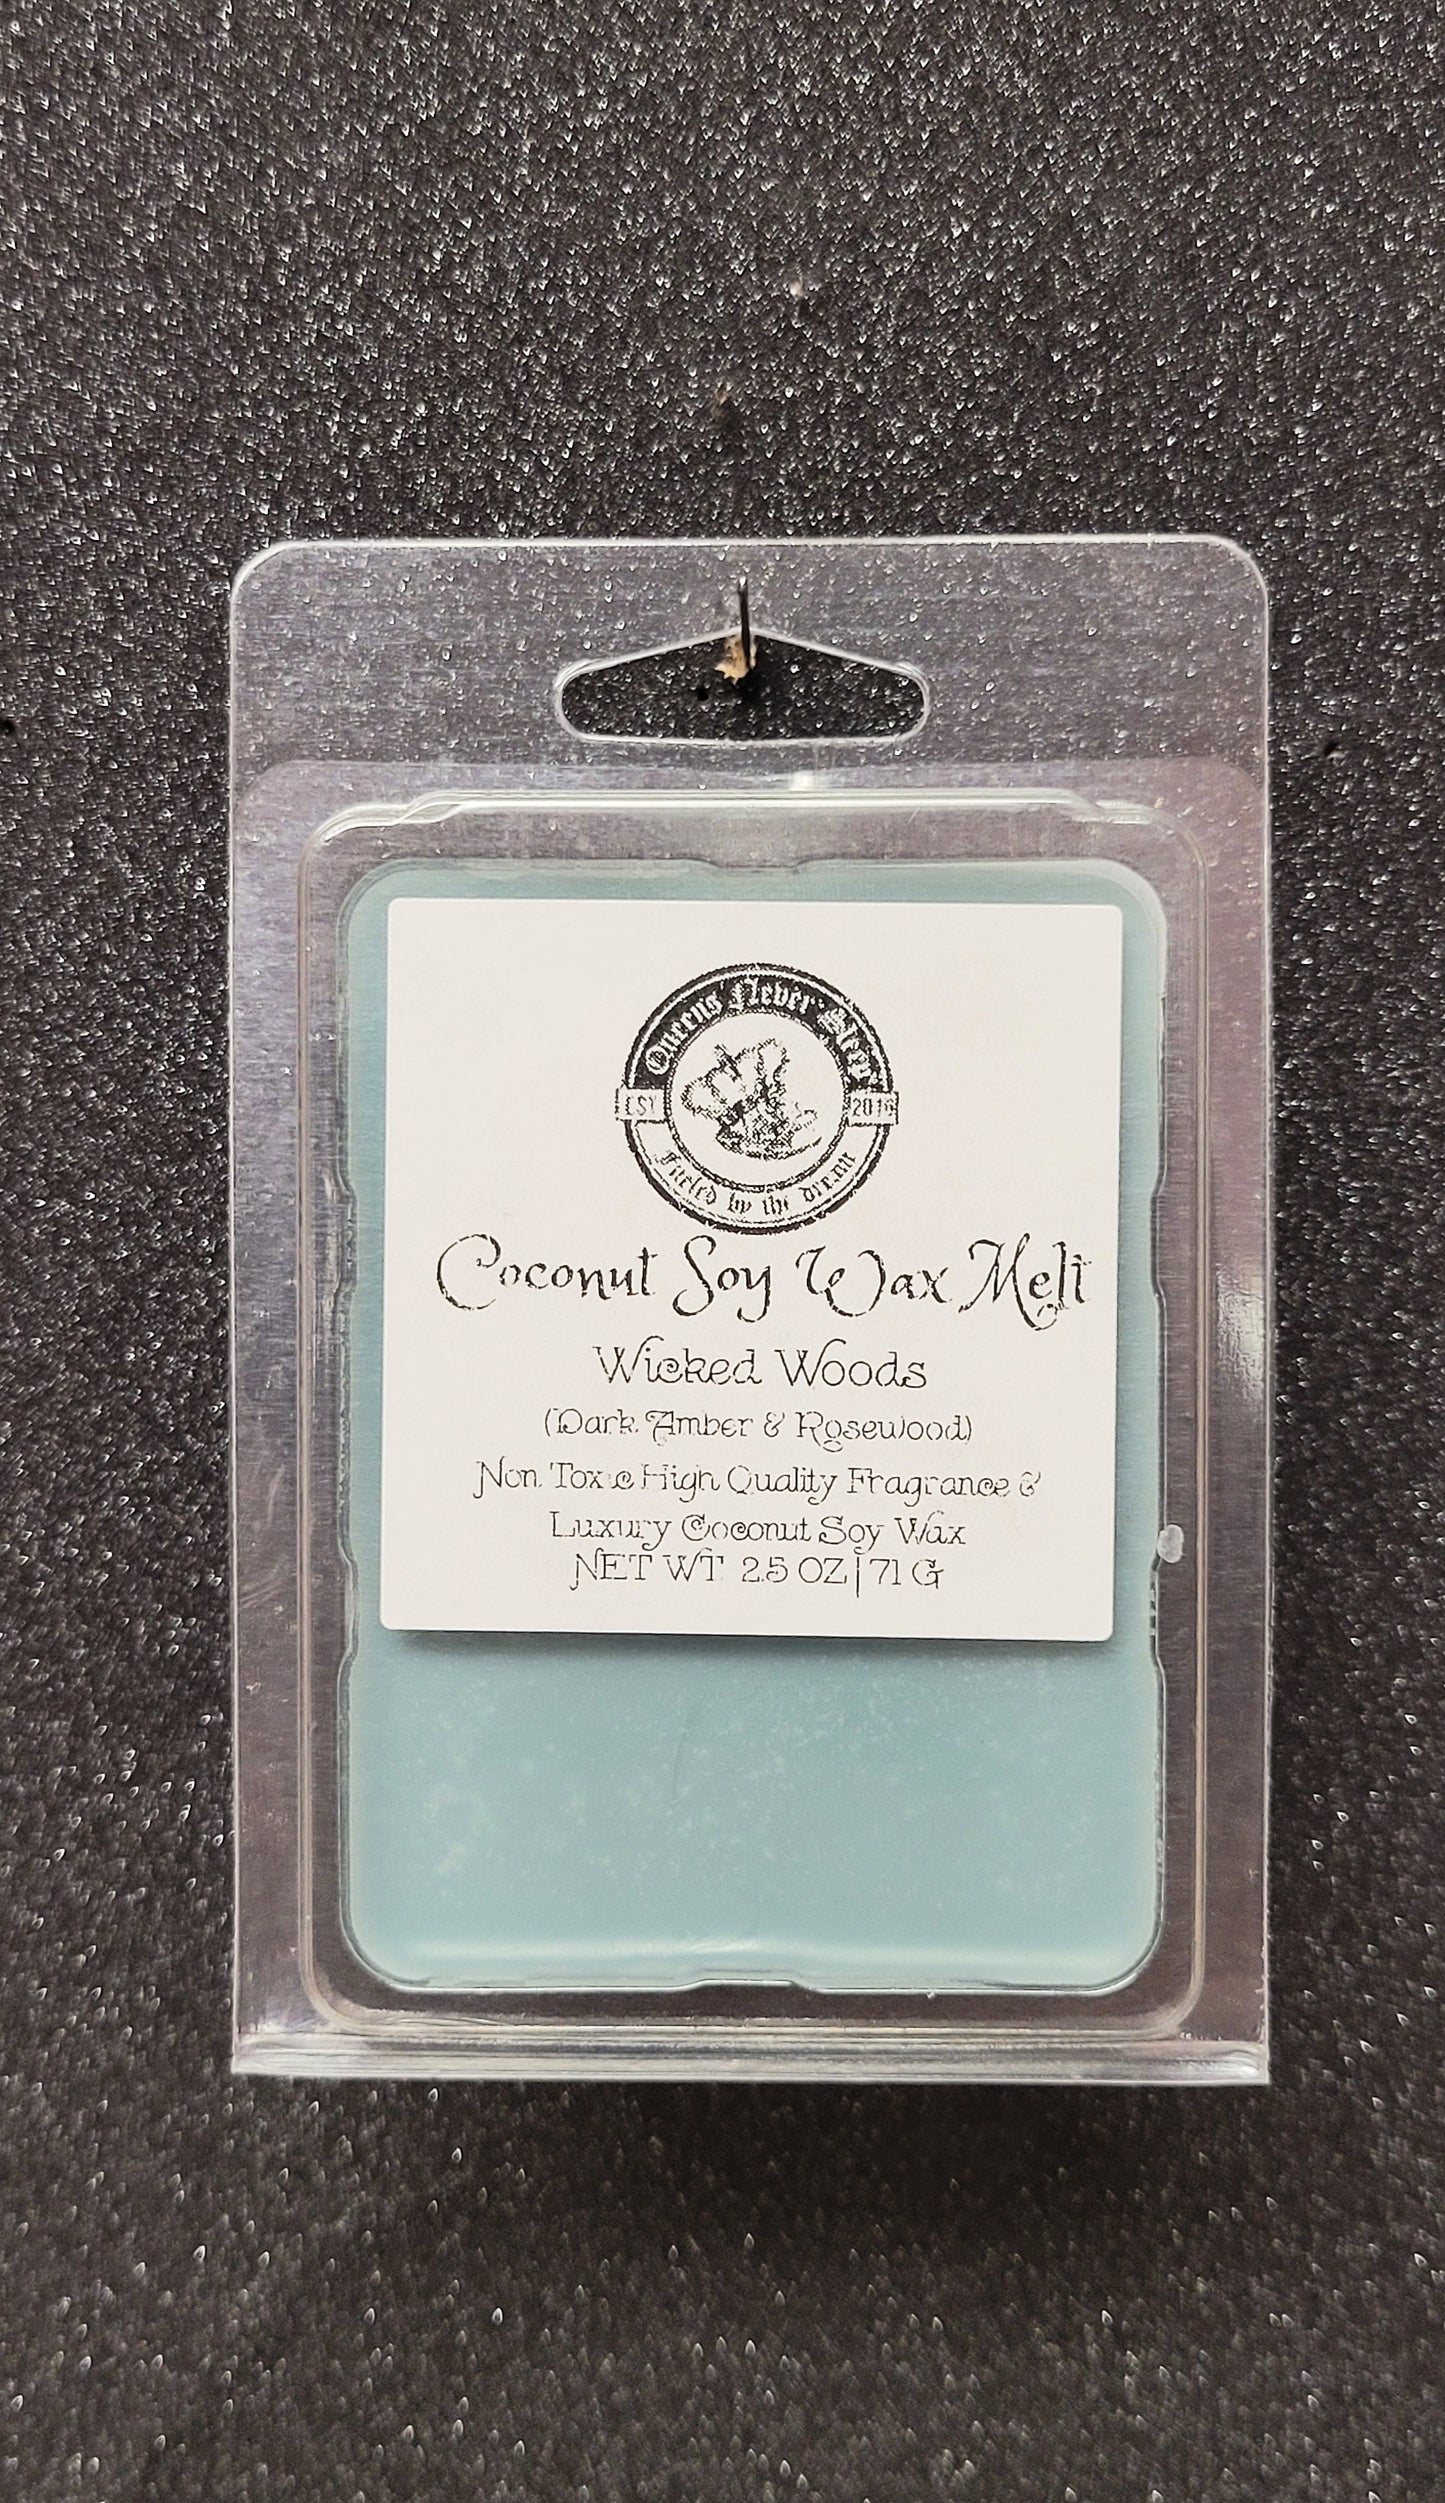 Queens Never Sleep
EST 2016
fueled by the dream
Coconut Soy Wax Melt
Wicked Woods
(Dark Amber & Rosewood)
Non Toxic High Quality Fragrance &
Luxury Coconut Soy Wax
NET WT 2.5 OZ|71 G